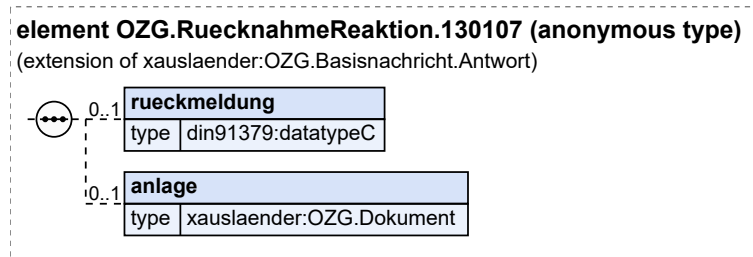 element OZG.RuecknahmeReaktion.130107 (anonymous type)
(extension of xauslaender:OZG.Basisnachricht.Antwort)
0..1 rueckmeldung
type din91379:datatypeC
0..1 anlage
type xauslaender:OZG.Dokument